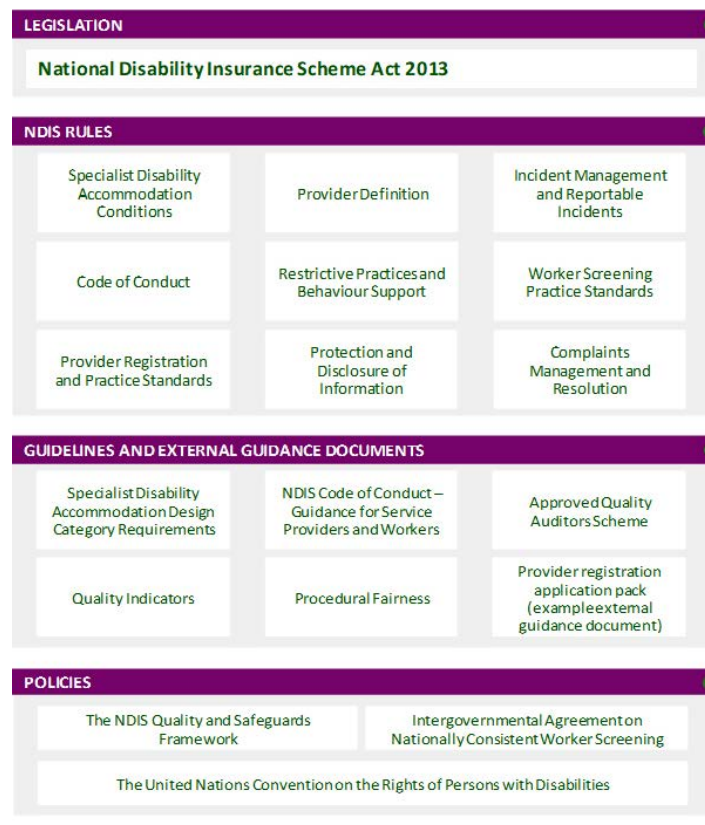 LEGISLATION
National Disability Insurance Scheme Act 2013
NDIS RULES
Specialist Disability
Accommodation
Conditions
Provider Definition
Incident Management
and Reportable
Incidents
Code of Conduct
Restrictive Practices and
Behaviour Support
Worker Screening
Practice Standards
Provider Registration
and Practice Standards
Protection and
Disclosure of
Information
Complaints
Management and
Resolution
GUIDELINES AND EXTERNAL GUIDANCE DOCUMENTS
Specialist Disability
Accommodation Design
Category Requirements
NDIS Code of Conduct –
Guidance for Service
Providers and Workers
Approved Quality
Auditors Scheme
Quality Indicators
Procedural Fairness
Provider registration
application pack
(example external
guidance document)
POLICIES
The NDIS Quality and Safeguards
Framework
Intergovernmental Agreement on
Nationally Consistent Worker Screening
The United Nations Convention on the Rights of Persons with Disabilities